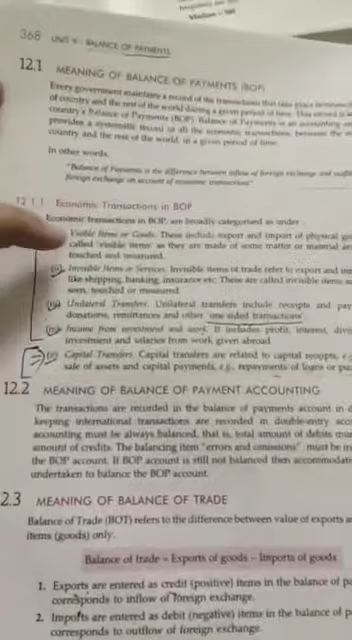 368 UNIT V : BALANCE OF PAYMENTS
12.1 MEANING OF BALANCE OF PAYMENTS (BOP)
Every government maintains a record of the transactions that take place between
of country and the rest of the world during a given period of time. This record is
country's Balance of Payments (BOP). Balance of Payments is an accounting
provides a systematic record of all the economic transactions, between the
country and the rest of the world, in a given period of time.
In other words,
"Balance of Payments is the difference between inflow of foreign exchange and
foreign exchange on account of economic transactions"
12.1.1 Economic Transactions in BOP
Economic transactions in BOP are broadly categorised as under
Visible Items or Goods. These include export and import of physical
called 'visible items' as they are made of some matter or material
touched and measured.
(ii) Invisible Items or Services. Invisible items of trade refer to export and
like shipping, banking, insurance etc. These are called invisible items
seen, touched or measured.
(iii) Unilateral Transfers. Unilateral transfers include receipts and
donations, remittances and other 'one sided transactions'
(iv) Income from investment and work. It includes profit, interest,
investment and salaries from work, given abroad
(v) Capital Transfers. Capital transfers are related to capital receipts,
sale of assets and capital payments, e.g., repayments of loans or
12.2 MEANING OF BALANCE OF PAYMENT ACCOUNTING
The transactions are recorded in the balance of payments account in
keeping international transactions are recorded in double-entry
accounting must be always balanced, that is, total amount of debits
amount of credits. The balancing item "errors and omissions" must be
the BOP account. If BOP account is still not balanced then
undertaken to balance the BOP account.
2.3 MEANING OF BALANCE OF TRADE
Balance of Trade (BOT) refers to the difference between value of exports
items (goods) only.
Balance of trade = Exports of goods – Imports of goods
1. Exports are entered as credit (positive) items in the balance of
corresponds to inflow of foreign exchange.
2. Imports are entered as debit (negative) items in the balance of
corresponds to outflow of foreign exchange.